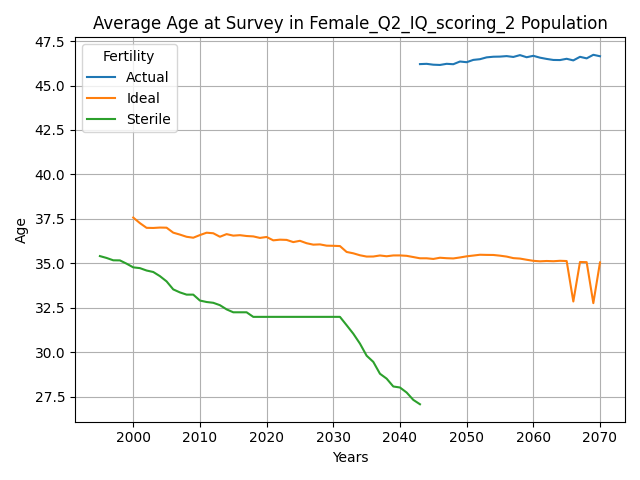 Average Age at Survey in Female_Q2_IQ_scoring_2 Population
Fertility
Actual
Ideal
Sterile
47.5
45.0
42.5
40.0
37.5
35.0
32.5
30.0
27.5
Age
2000 2010 2020 2030 2040 2050 2060 2070
Years